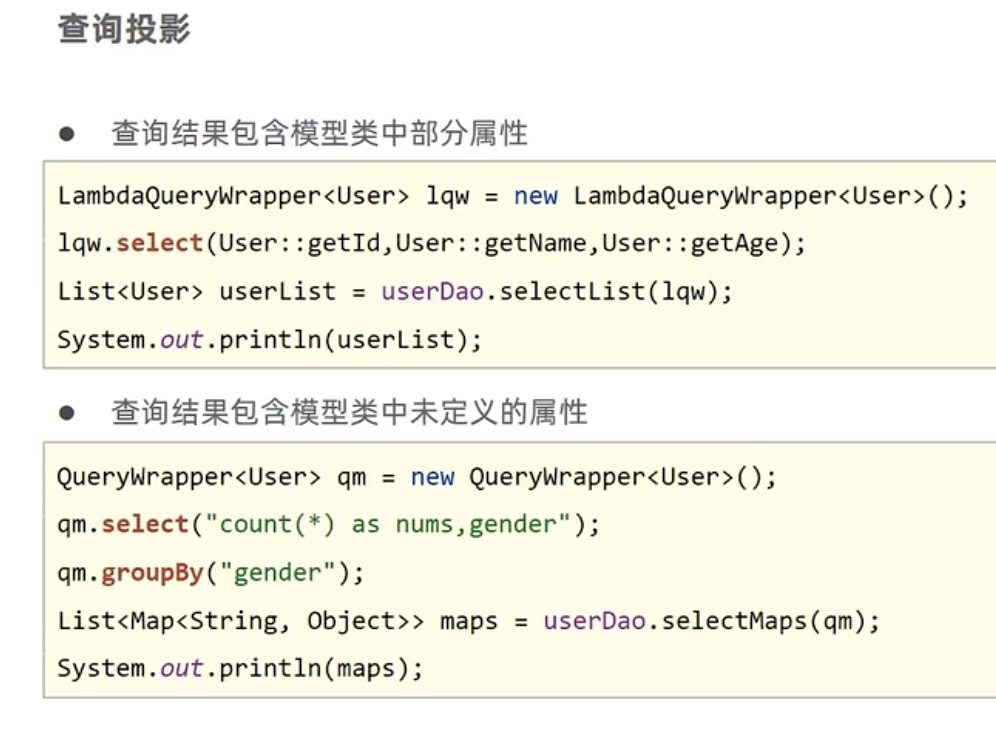 查询投影
● 查询结果包含模型类中部分属性
LambdaQueryWrapper<User> lqw = new LambdaQueryWrapper<User>();
lqw.select(User::getId,User::getName,User::getAge);
List<User> userList = userDao.selectList(lqw);
System.out.println(userList);
● 查询结果包含模型类中未定义的属性
QueryWrapper<User> qm = new QueryWrapper<User>();
qm.select("count(*) as nums,gender");
qm.groupBy("gender");
List<Map<String, Object>> maps = userDao.selectMaps(qm);
System.out.println(maps);